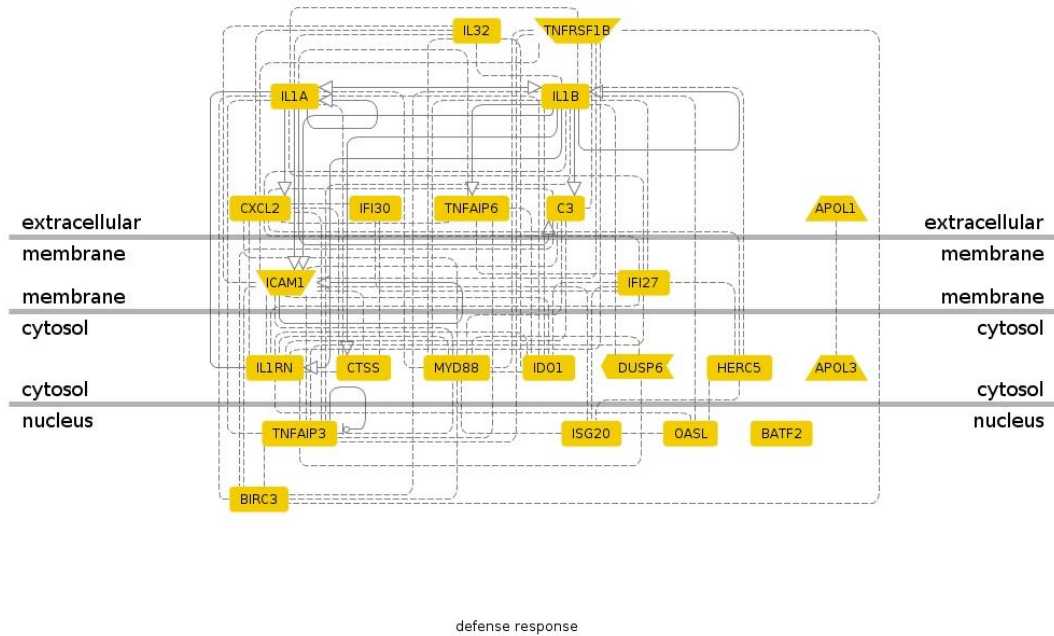 IL32 TNFRSF1B
IL1A IL1B
CXCL2 IFI30 TNFAIP6 C3 APOL1
extracellular extracellular
membrane membrane
ICAM1 IFI27
membrane membrane
cytosol cytosol
IL1RN CTSS MYD88 IDO1 DUSP6 HERC5 APOL3
cytosol cytosol
nucleus nucleus
TNFAIP3 ISG20 OASL BATF2
BIRC3
defense response